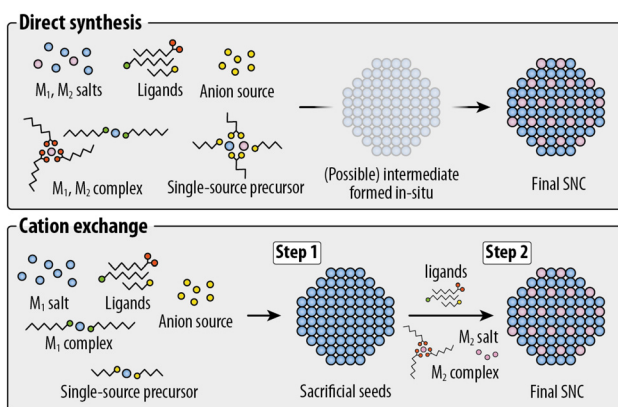 Direct synthesis
M₁, M₂ salts
Ligands
Anion source
M₁, M₂ complex
Single-source precursor
(Possible) intermediate
formed in-situ
Final SNC
Cation exchange
M₁ salt
Ligands
Anion source
M₁ complex
Single-source precursor
Step 1
Sacrificial seeds
ligands
Step 2
M₂ salt
M₂ complex
Final SNC